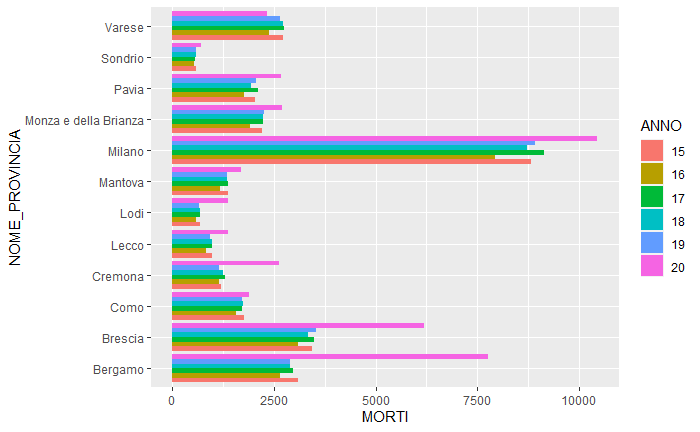 NOME_PROVINCIA
Varese
Sondrio
Pavia
Monza e della Brianza
Milano
Mantova
Lodi
Lecco
Cremona
Como
Brescia
Bergamo
0 2500 5000 7500 10000
MORTI
ANNO
15
16
17
18
19
20